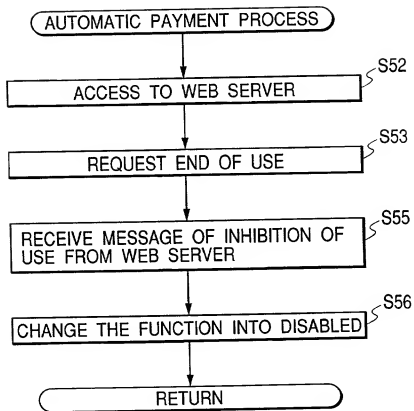 AUTOMATIC PAYMENT PROCESS
S52
ACCESS TO WEB SERVER
S53
REQUEST END OF USE
S55
RECEIVE MESSAGE OF INHIBITION OF
USE FROM WEB SERVER
S56
CHANGE THE FUNCTION INTO DISABLED
RETURN